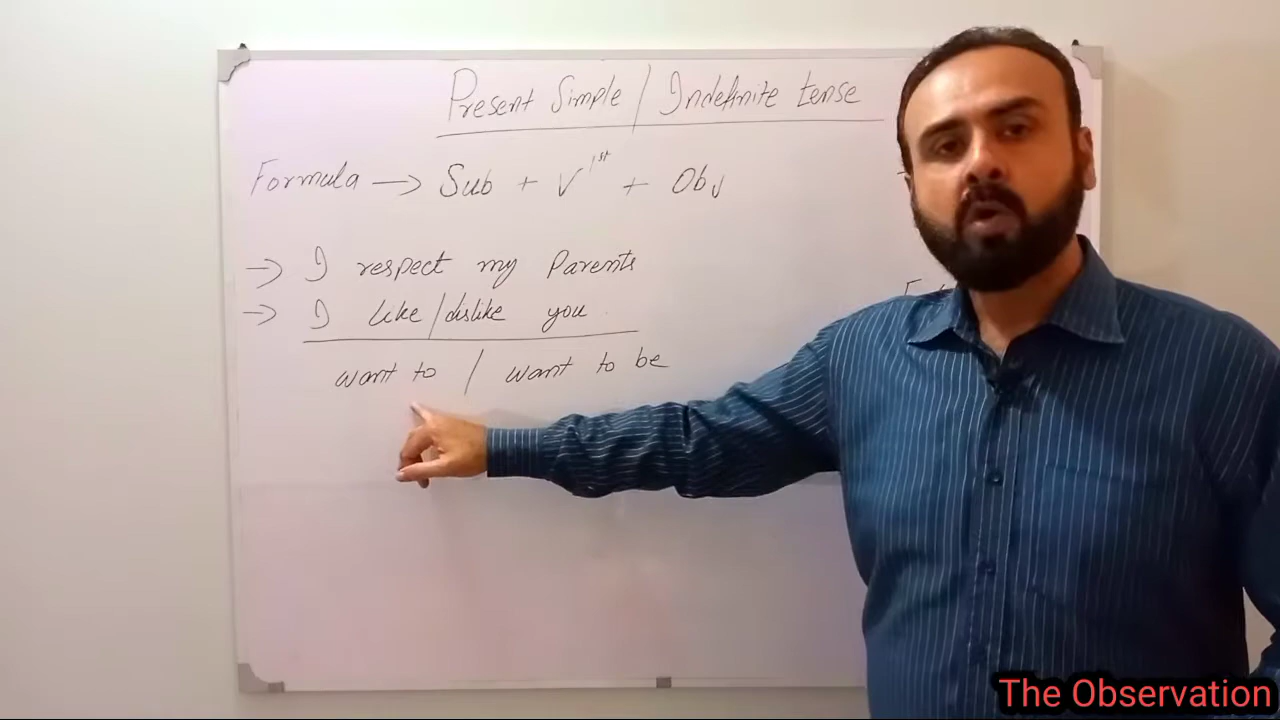 Present Simple / Indefinite tense
Formula → Sub + V 1st + Obj
→ I respect my Parents
→ I like/dislike you.
want to / want to be
The Observation